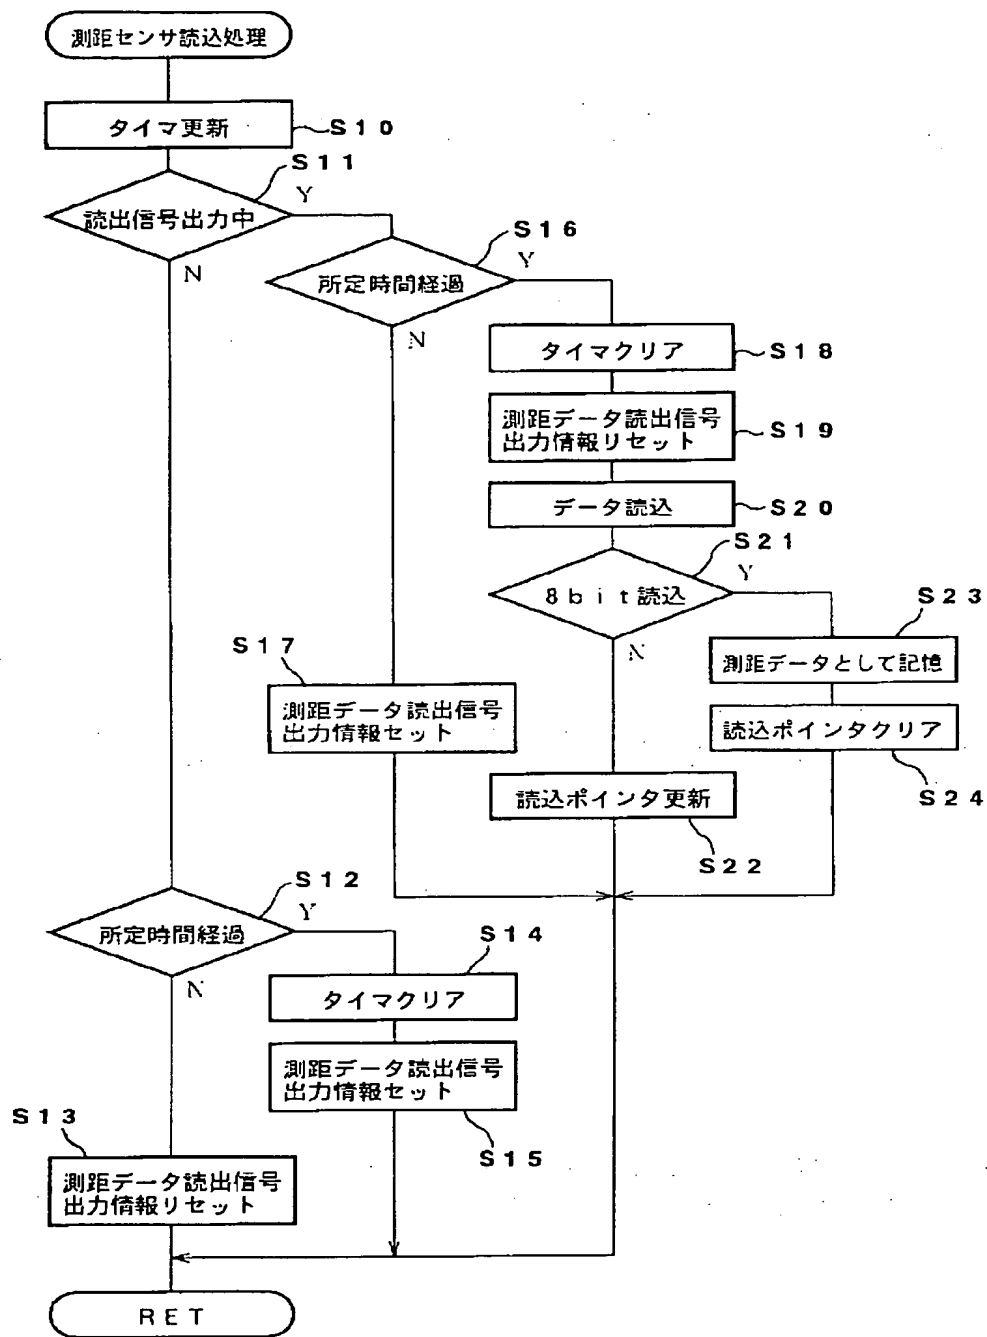 測距センサ読込処理
タイマ更新
S10
S11
読出信号出力中
Y
N
S16
所定時間経過
Y
N
タイマクリア
S18
測距データ読出信号
出力情報リセット
S19
データ読込
S20
S21
8bit読込
Y
N
S23
測距データとして記憶
読込ポインタクリア
S24
S17
測距データ読出信号
出力情報セット
読込ポインタ更新
S22
S12
所定時間経過
Y
N
S14
タイマクリア
測距データ読出信号
出力情報セット
S15
S13
測距データ読出信号
出力情報リセット
RET